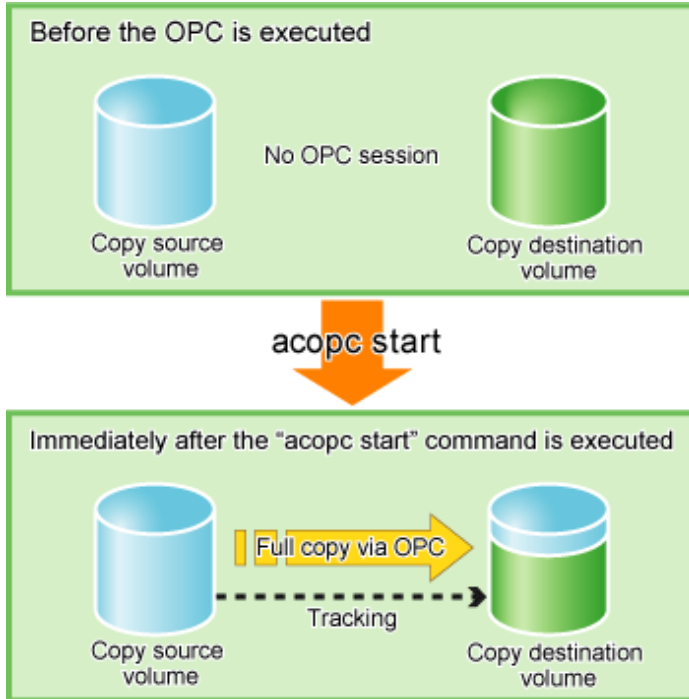 Before the OPC is executed
No OPC session
Copy source
volume
Copy destination
volume
acopc start
Immediately after the “acopc start” command is executed
Full copy via OPC
Tracking
Copy source
volume
Copy destination
volume